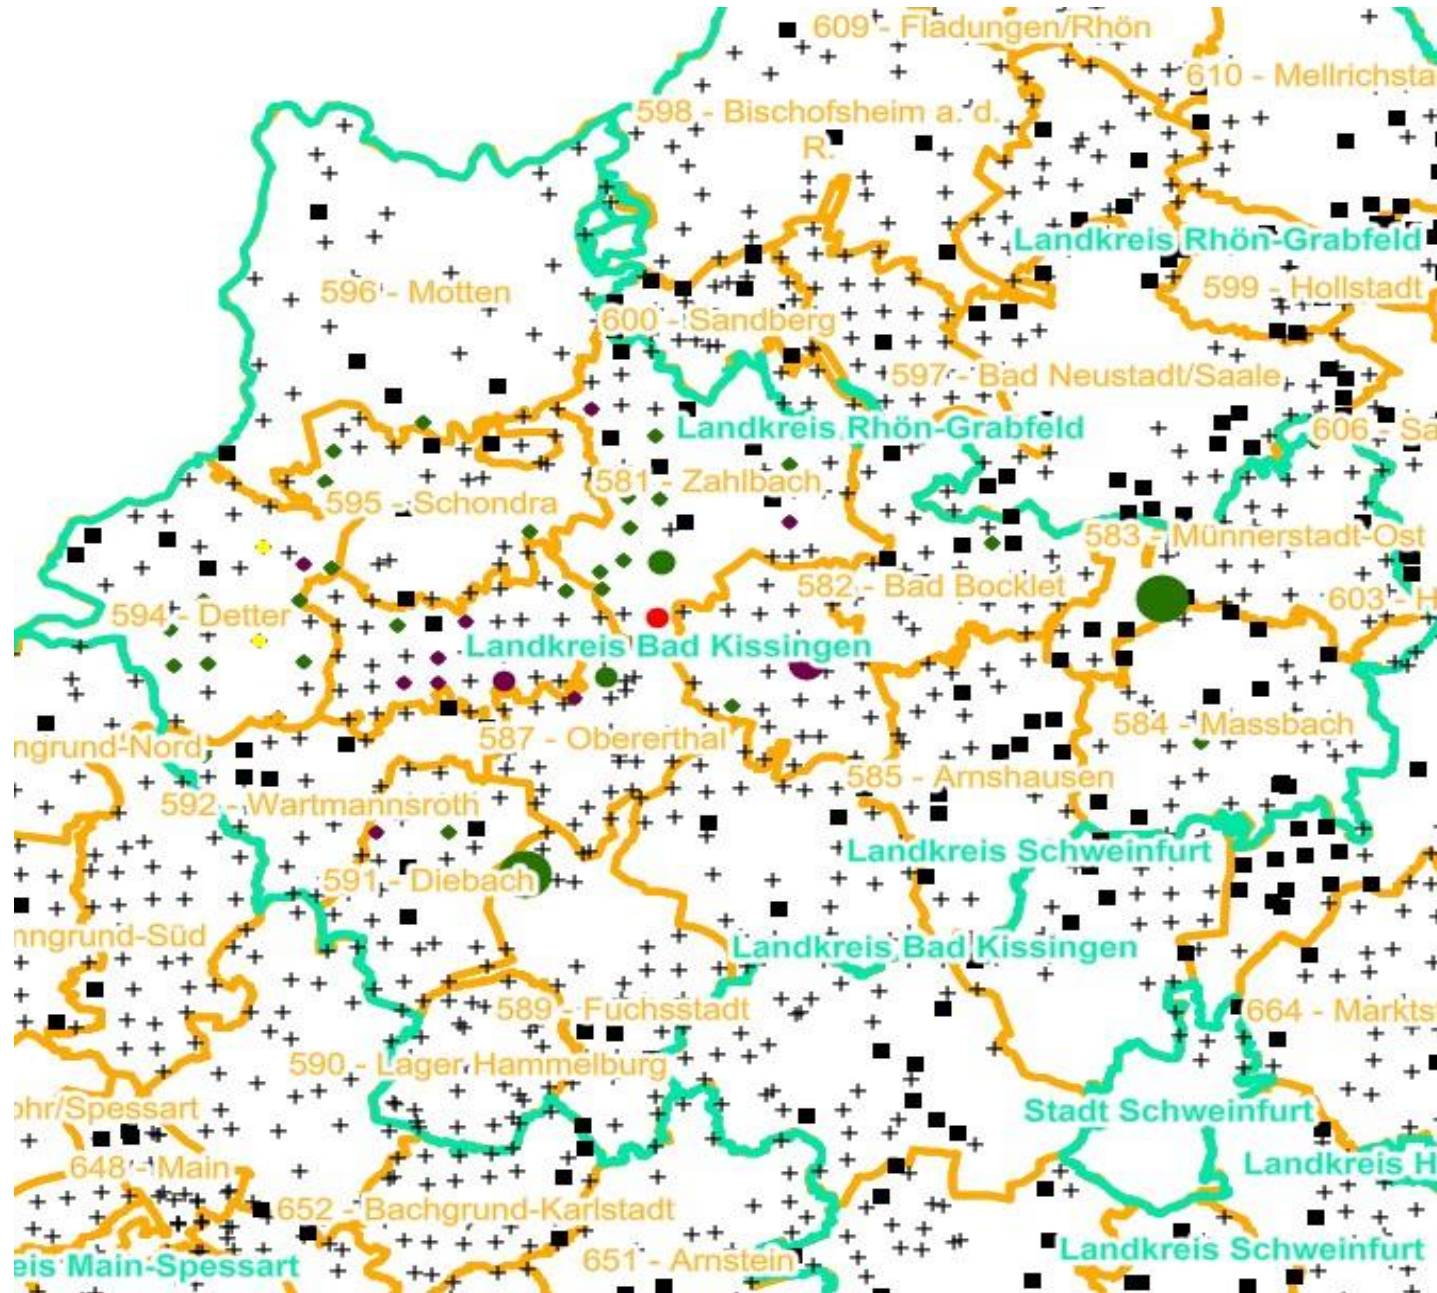 609 - Fladungen/Rhön
610 - Mellrichsta
598 - Bischofsheim a. d.
R.
Landkreis Rhön-Grabfeld
596 - Motten
599 - Hollstadt
600 - Sandberg
597 - Bad Neustadt/Saale
Landkreis Rhön-Grabfeld
606 - Sa
581 - Zahlbach
595 - Schondra
583 - Münnerstadt-Ost
582 - Bad Bocklet
603 - H
594 - Detter
Landkreis Bad Kissingen
584 - Massbach
587 - Obererthal
nngrund-Nord
585 - Arnshausen
592 - Wartmannsroth
Landkreis Schweinfurt
591 - Diebach
nngrund-Süd
Landkreis Bad Kissingen
589 - Fuchsstadt
664 - Markts
590 - Lager Hammelburg
ohr/Spessart
Stadt Schweinfurt
648 - Main
Landkreis H
652 - Bachgrund-Karlstadt
Landkreis Schweinfurt
651 - Arnstein
eis Main-Spessart